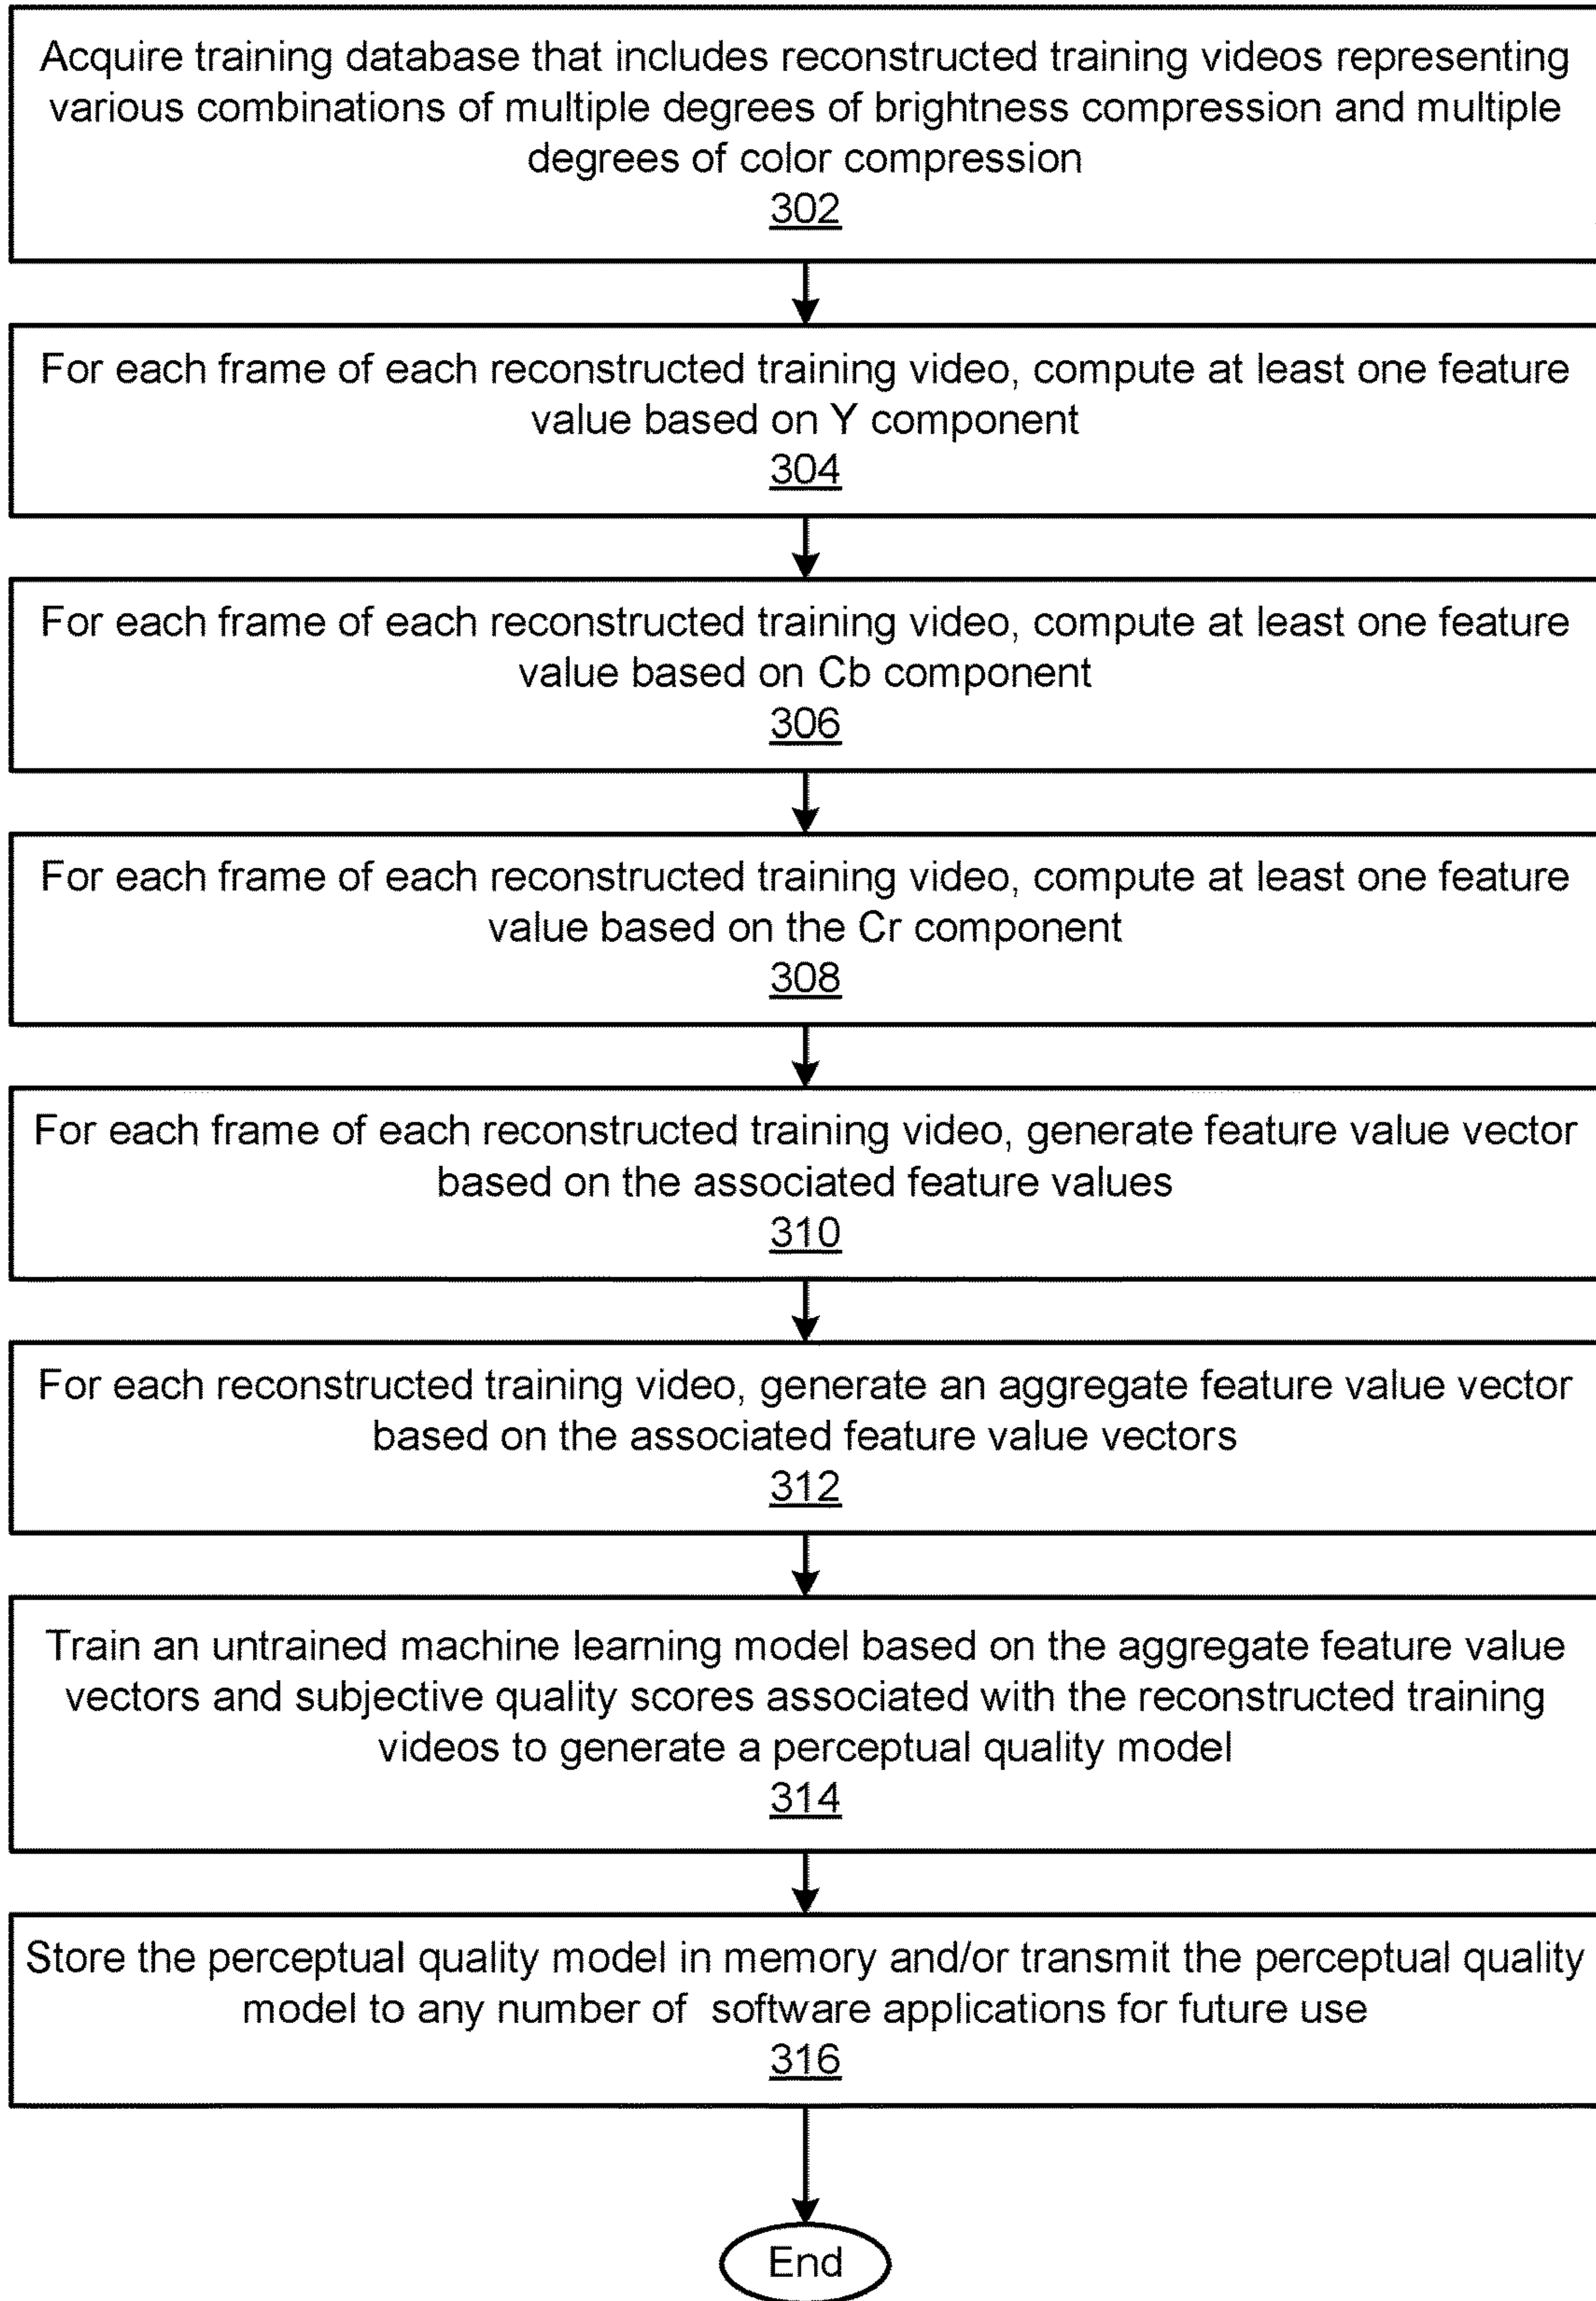 Acquire training database that includes reconstructed training videos representing
various combinations of multiple degrees of brightness compression and multiple
degrees of color compression
302
For each frame of each reconstructed training video, compute at least one feature
value based on Y component
304
For each frame of each reconstructed training video, compute at least one feature
value based on Cb component
306
For each frame of each reconstructed training video, compute at least one feature
value based on the Cr component
308
For each frame of each reconstructed training video, generate feature value vector
based on the associated feature values
310
For each reconstructed training video, generate an aggregate feature value vector
based on the associated feature value vectors
312
Train an untrained machine learning model based on the aggregate feature value
vectors and subjective quality scores associated with the reconstructed training
videos to generate a perceptual quality model
314
Store the perceptual quality model in memory and/or transmit the perceptual quality
model to any number of software applications for future use
316
End